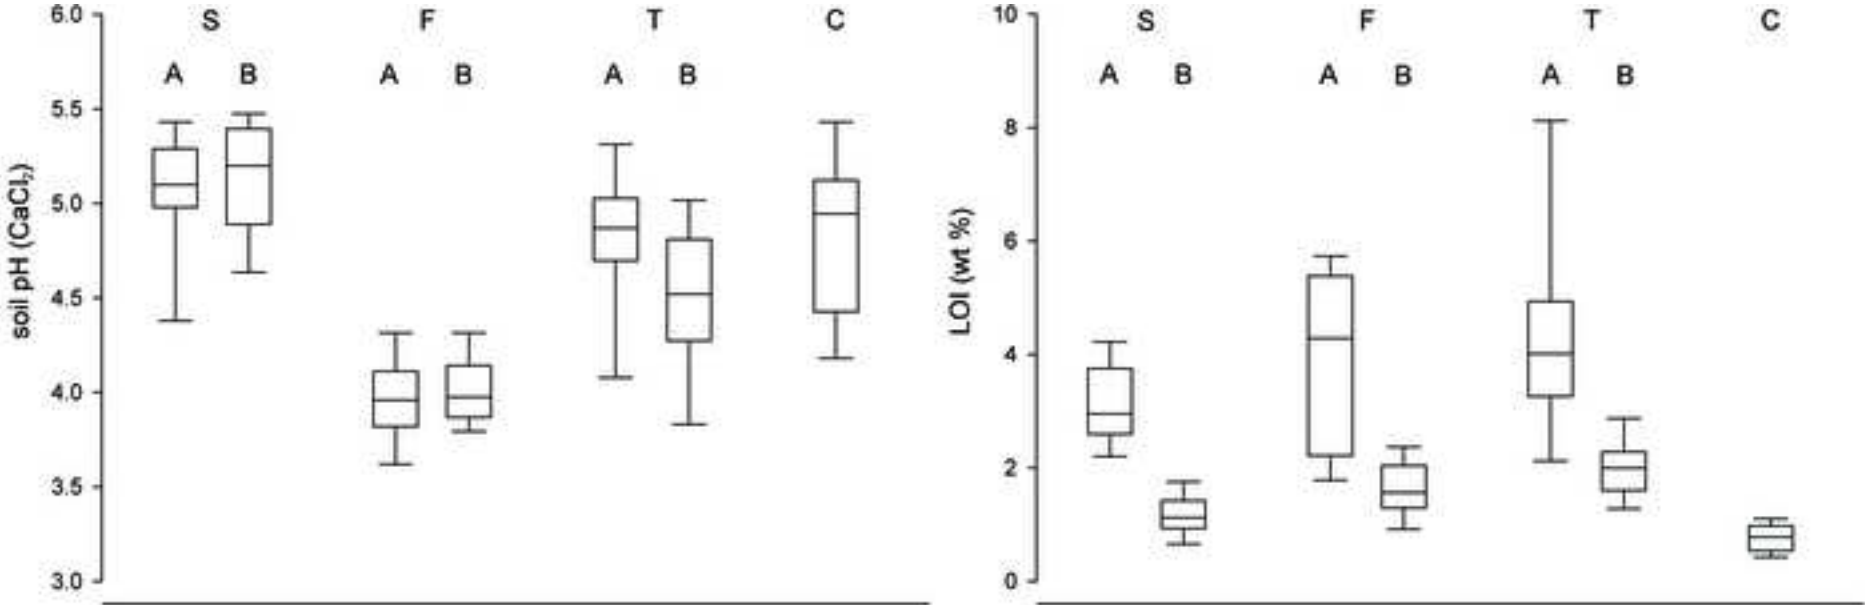 6.0 S F T C
A B A B A B
5.5
5.0
4.5
4.0
3.5
3.0
soil pH (CaCl₂)
10 S F T C
A B A B A B
8
6
4
2
0
LOI (wt %)